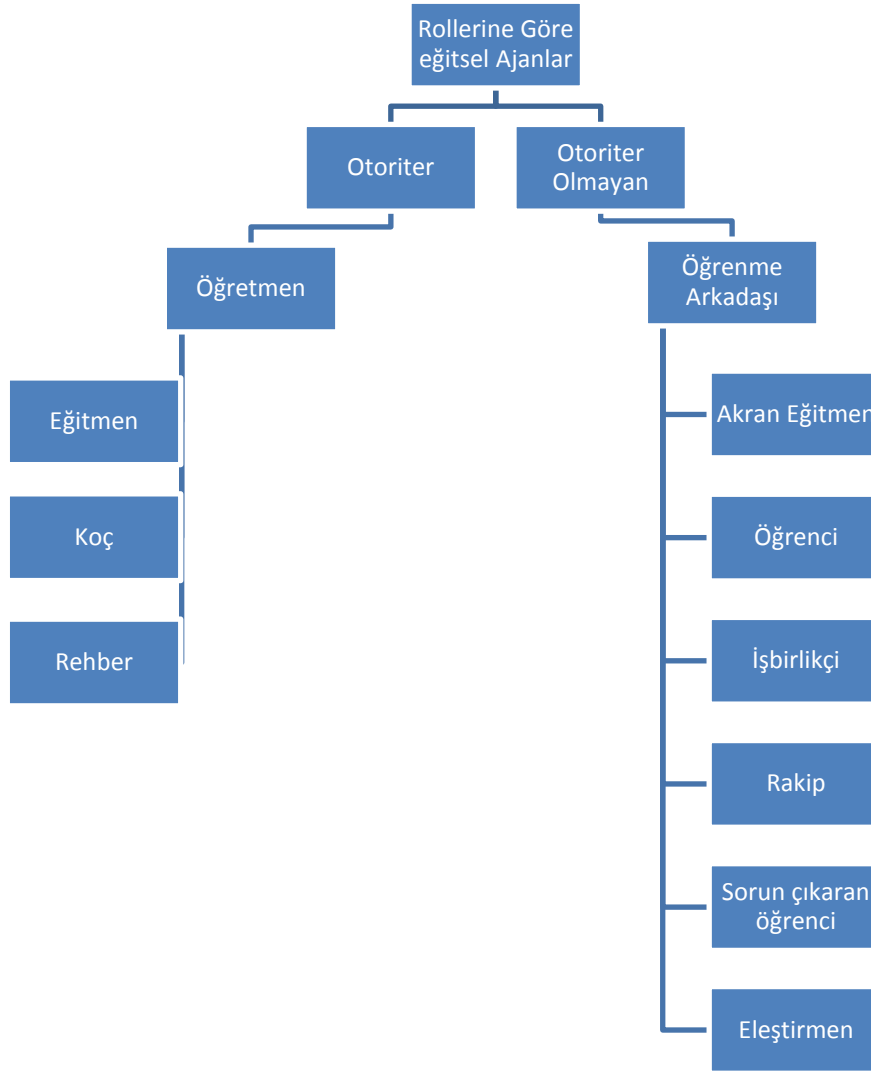 Rollerine Göre
eğitsel Ajanlar
Otoriter
Otoriter
Olmayan
Öğretmen
Öğrenme
Arkadaşı
Eğitmen
Koç
Rehber
Akran Eğitmen
Öğrenci
İşbirlikçi
Rakip
Sorun çıkaran
öğrenci
Eleştirmen